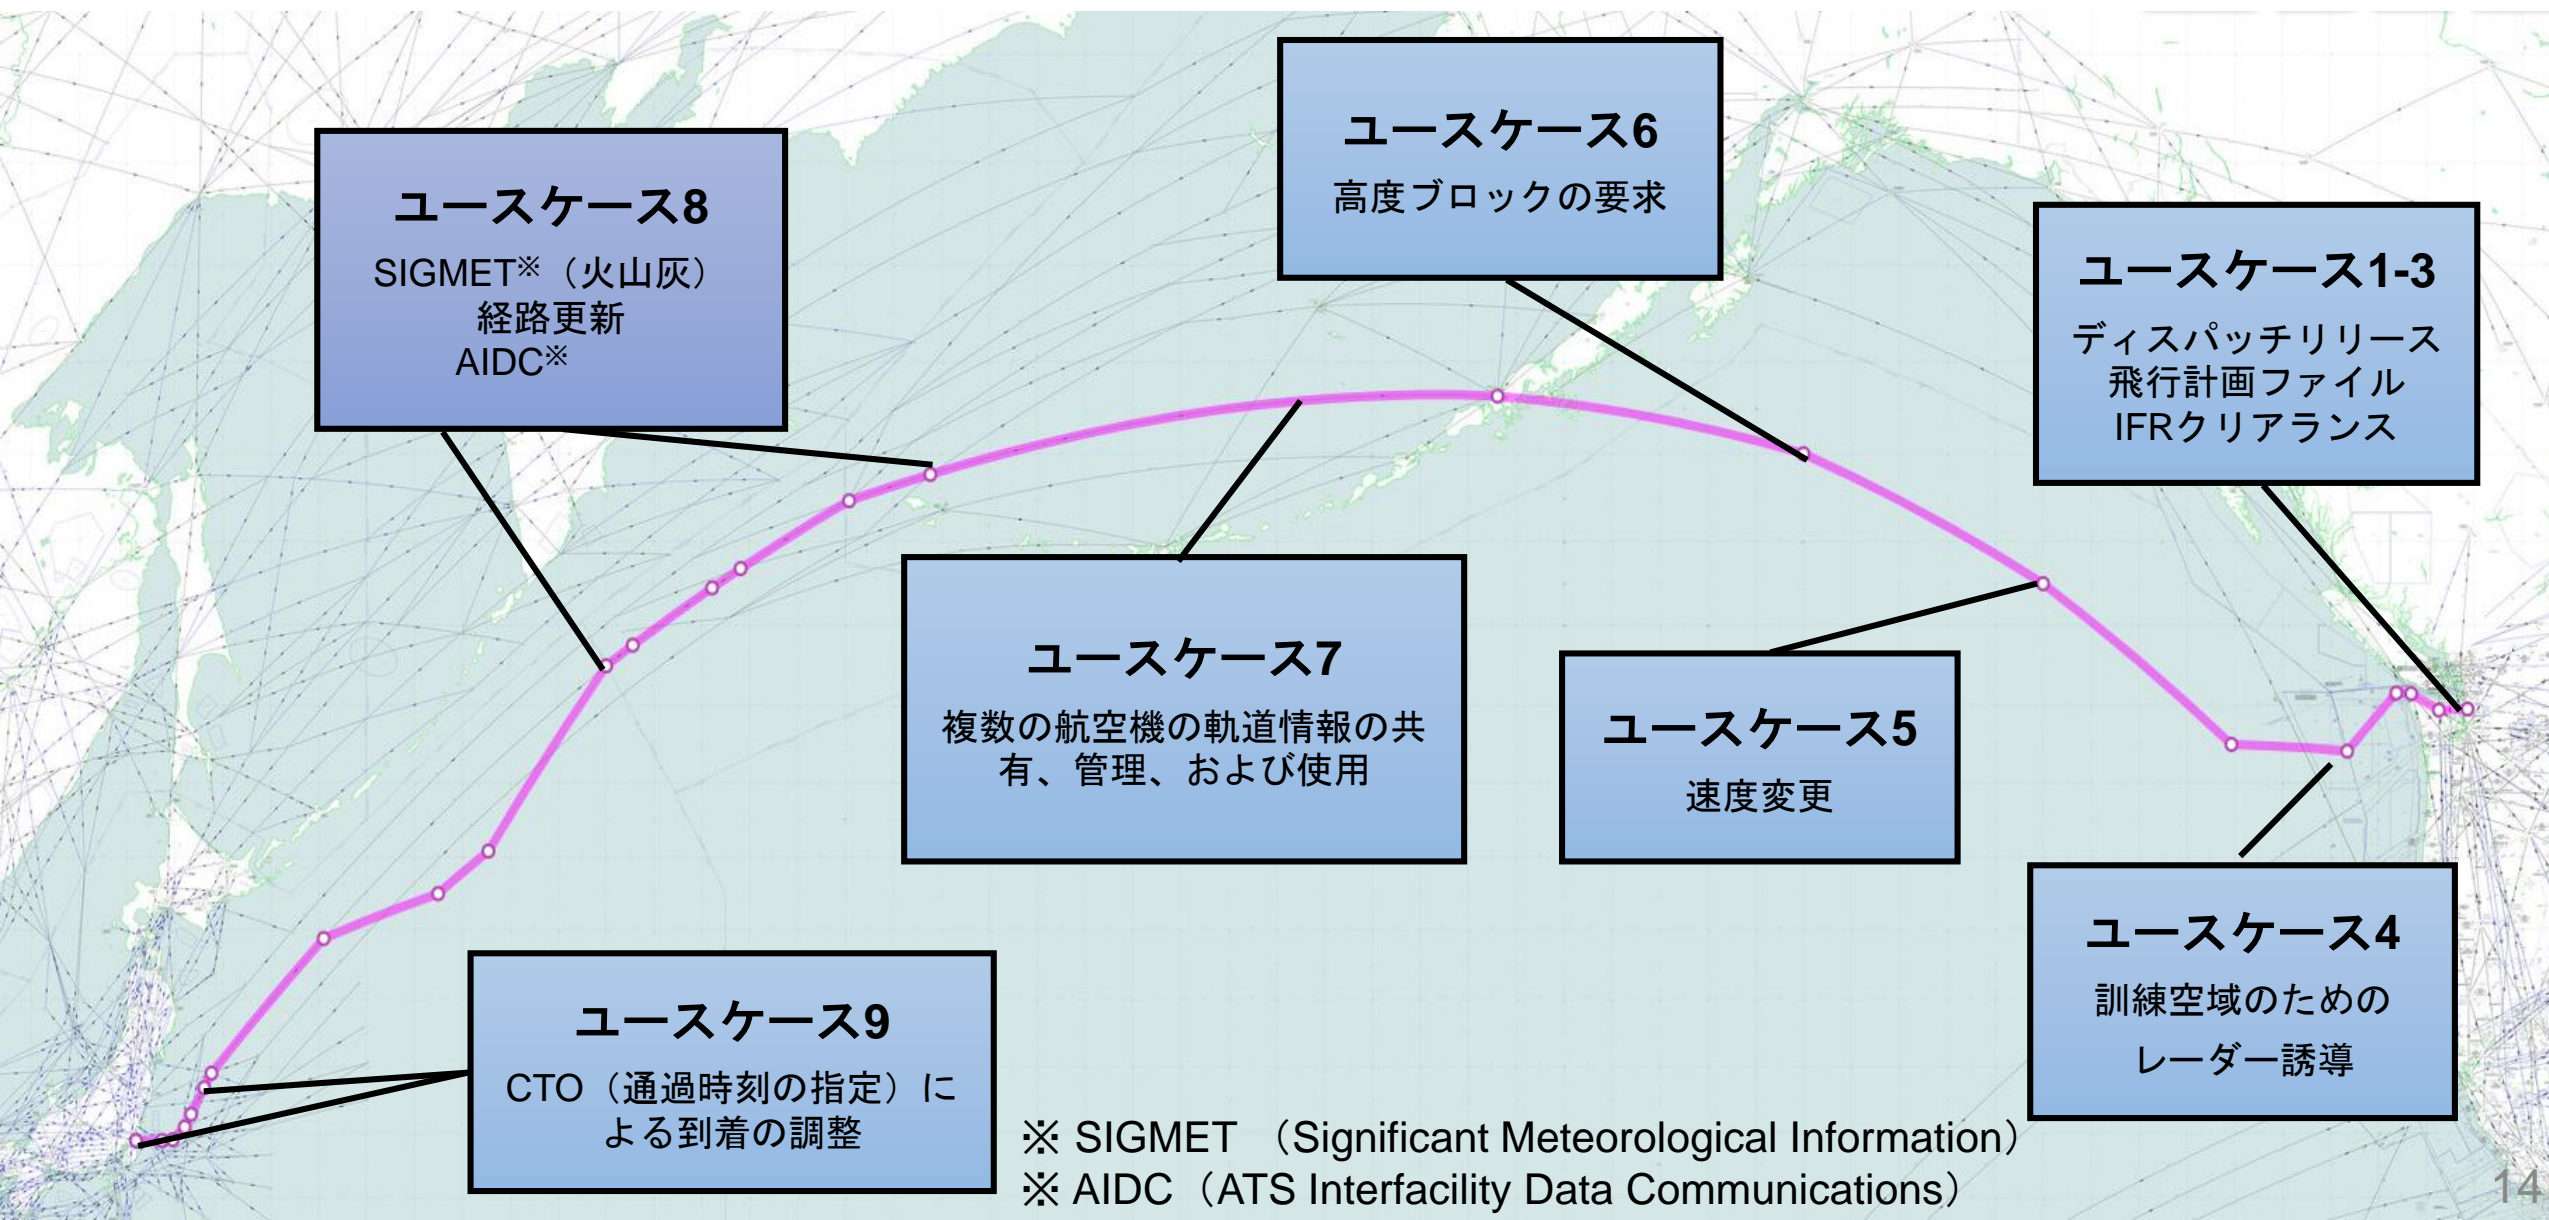 ユースケース6
高度ブロックの要求
ユースケース8
SIGMET※（火山灰）
経路更新
AIDC※
ユースケース1-3
ディスパッチリリース
飛行計画ファイル
IFRクリアランス
ユースケース7
複数の航空機の軌道情報の共
有、管理、および使用
ユースケース5
速度変更
ユースケース4
訓練空域のための
レーダー誘導
ユースケース9
CTO（通過時刻の指定）に
よる到着の調整
※ SIGMET （Significant Meteorological Information）
※ AIDC（ATS Interfacility Data Communications）
14